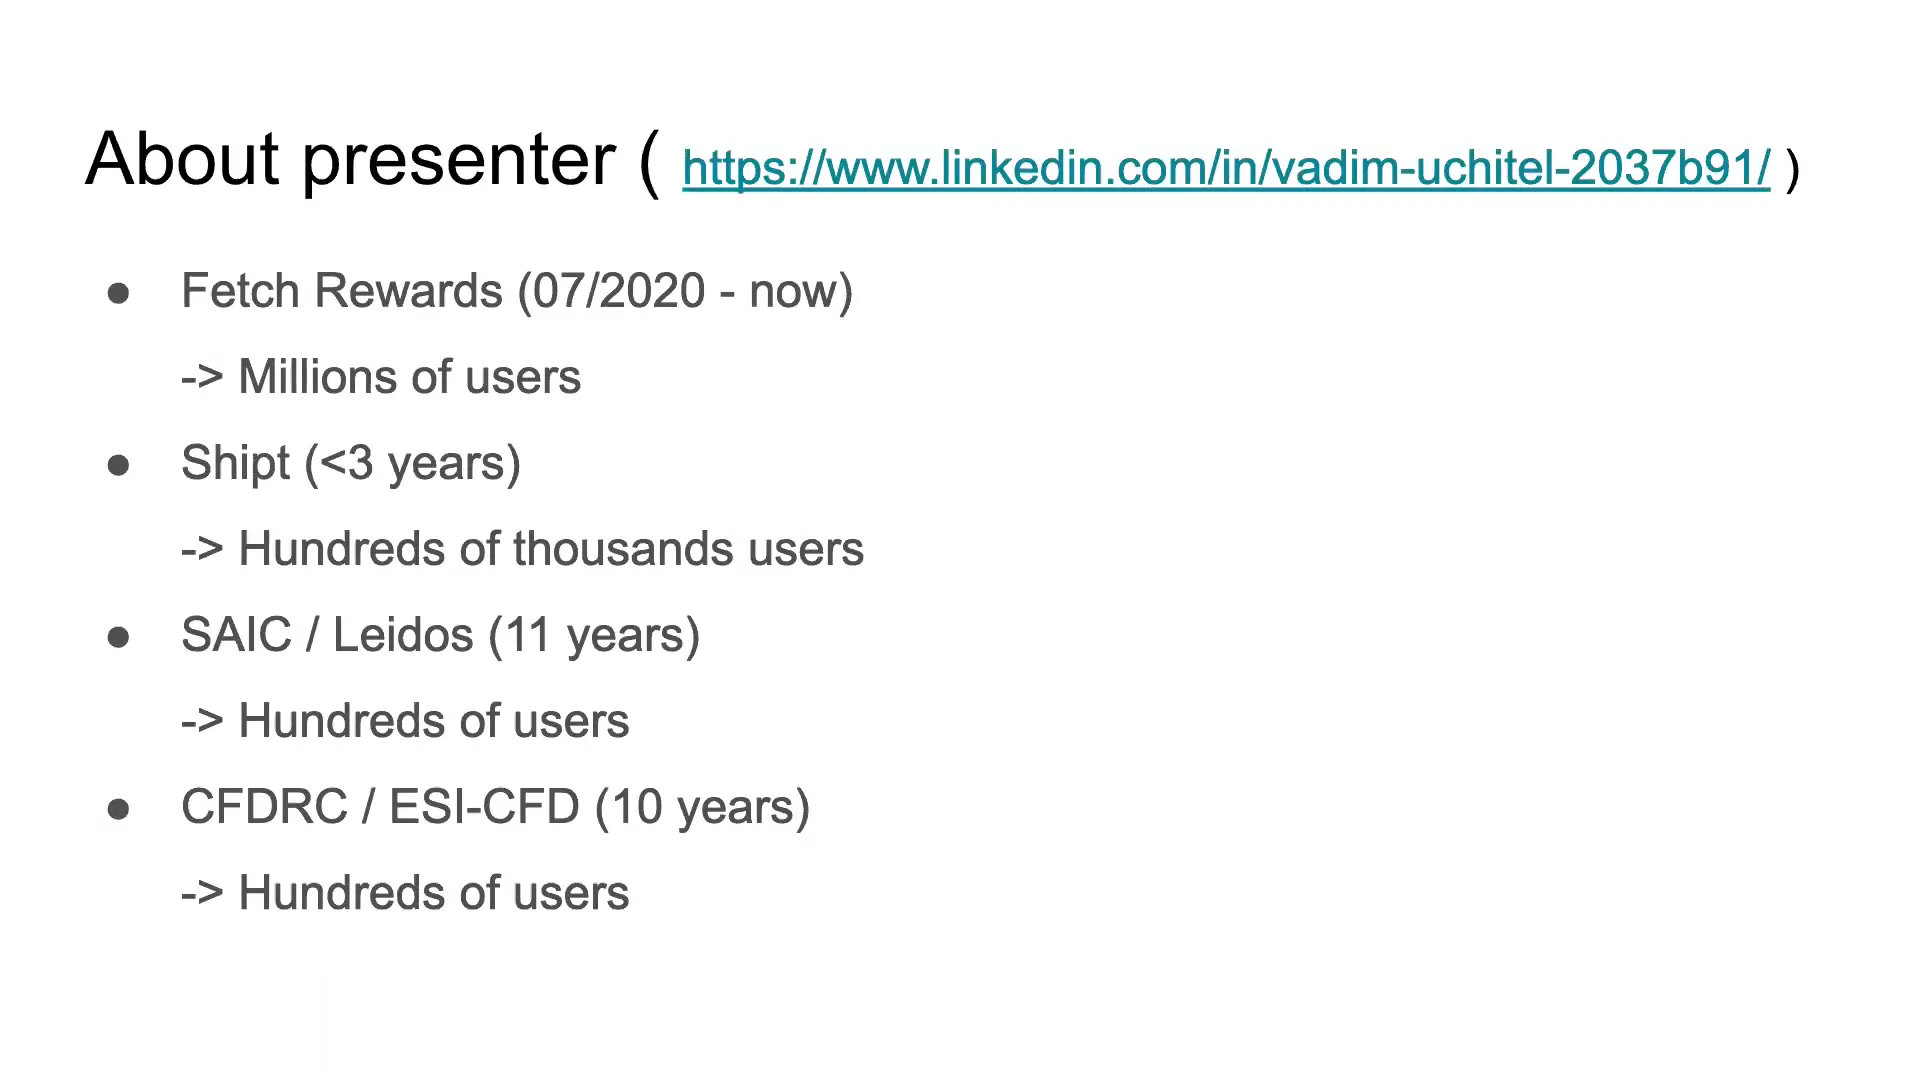 About presenter ( https://www.linkedin.com/in/vadim-uchitel-2037b91/ )
● Fetch Rewards (07/2020 - now)
-> Millions of users
● Shipt (<3 years)
-> Hundreds of thousands users
● SAIC / Leidos (11 years)
-> Hundreds of users
● CFDRC / ESI-CFD (10 years)
-> Hundreds of users